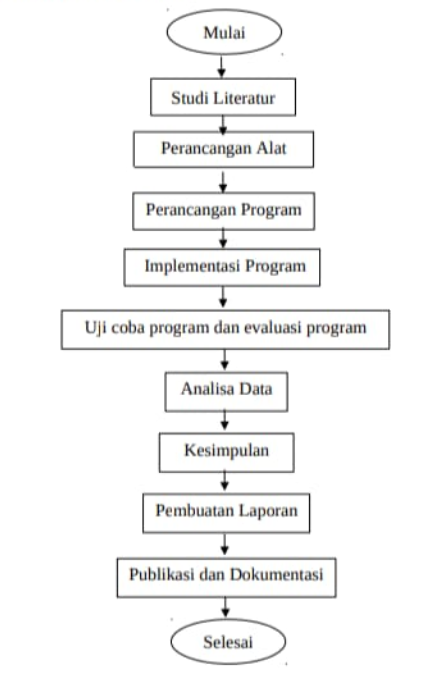 Mulai
Studi Literatur
Perancangan Alat
Perancangan Program
Implementasi Program
Uji coba program dan evaluasi program
Analisa Data
Kesimpulan
Pembuatan Laporan
Publikasi dan Dokumentasi
Selesai